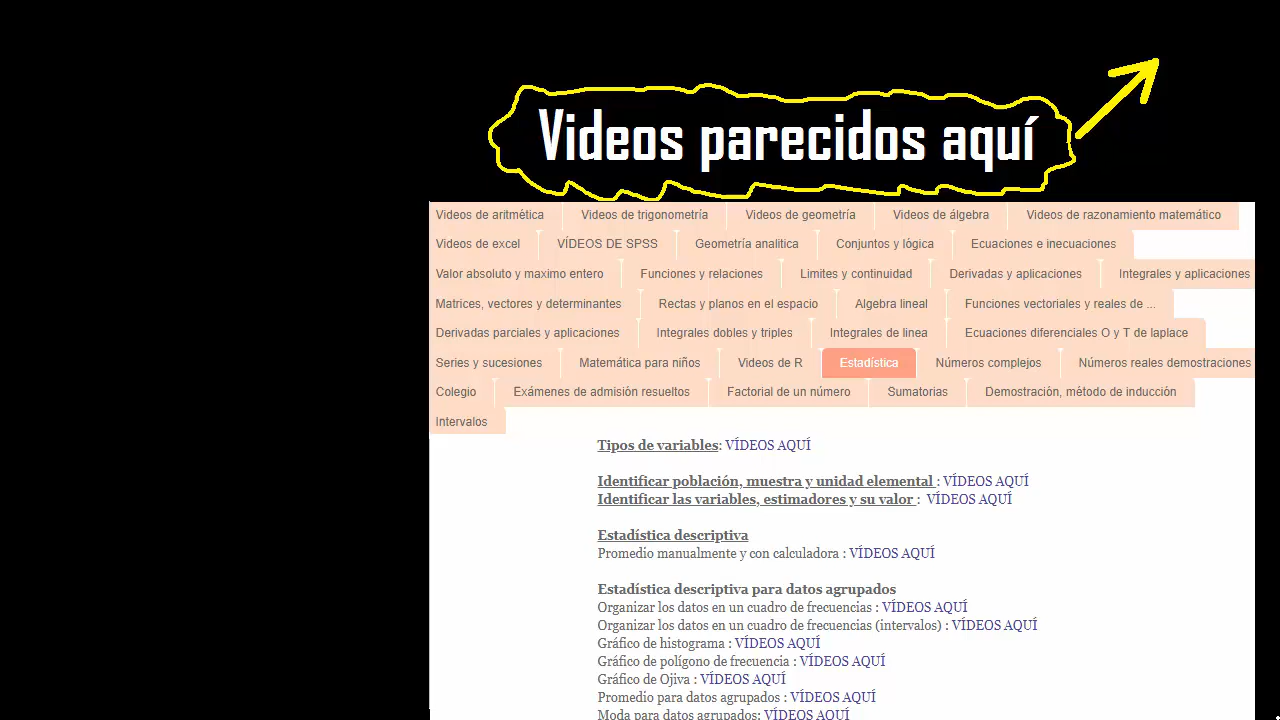 Videos parecidos aquí
Videos de aritmética Videos de trigonometría Videos de geometría Videos de álgebra Videos de razonamiento matemático
Videos de excel VÍDEOS DE SPSS Geometría analitica Conjuntos y lógica Ecuaciones e inecuaciones
Valor absoluto y maximo entero Funciones y relaciones Limites y continuidad Derivadas y aplicaciones Integrales y aplicaciones
Matrices, vectores y determinantes Rectas y planos en el espacio Algebra lineal Funciones vectoriales y reales de ...
Derivadas parciales y aplicaciones Integrales dobles y triples Integrales de linea Ecuaciones diferenciales O y T de laplace
Series y sucesiones Matemática para niños Videos de R Estadística Números complejos Números reales demostraciones
Colegio Exámenes de admisión resueltos Factorial de un número Sumatorias Demostración, método de inducción
Intervalos
Tipos de variables: VÍDEOS AQUÍ
Identificar población, muestra y unidad elemental : VÍDEOS AQUÍ
Identificar las variables, estimadores y su valor : VÍDEOS AQUÍ
Estadística descriptiva
Promedio manualmente y con calculadora : VÍDEOS AQUÍ
Estadística descriptiva para datos agrupados
Organizar los datos en un cuadro de frecuencias : VÍDEOS AQUÍ
Organizar los datos en un cuadro de frecuencias (intervalos) : VÍDEOS AQUÍ
Gráfico de histograma : VÍDEOS AQUÍ
Gráfico de polígono de frecuencia : VÍDEOS AQUÍ
Gráfico de Ojiva : VÍDEOS AQUÍ
Promedio para datos agrupados : VÍDEOS AQUÍ
Moda para datos agrupados: VÍDEOS AQUÍ